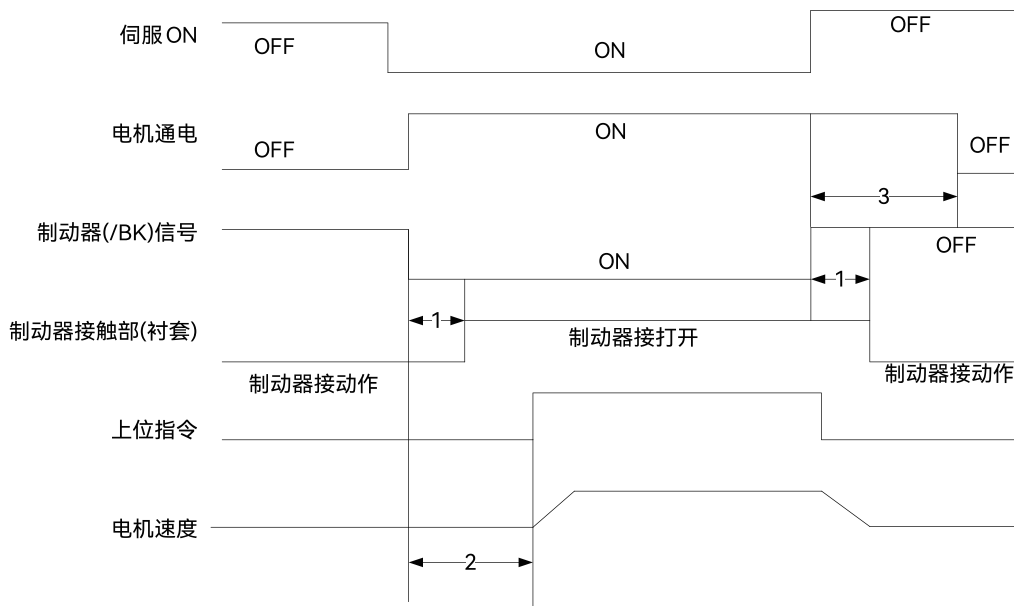 伺服ON
OFF
ON
OFF
电机通电
OFF
ON
OFF
3
制动器(/BK)信号
ON
OFF
1
1
制动器接触部(衬套)
制动器接打开
制动器接动作
制动器接动作
上位指令
电机速度
2